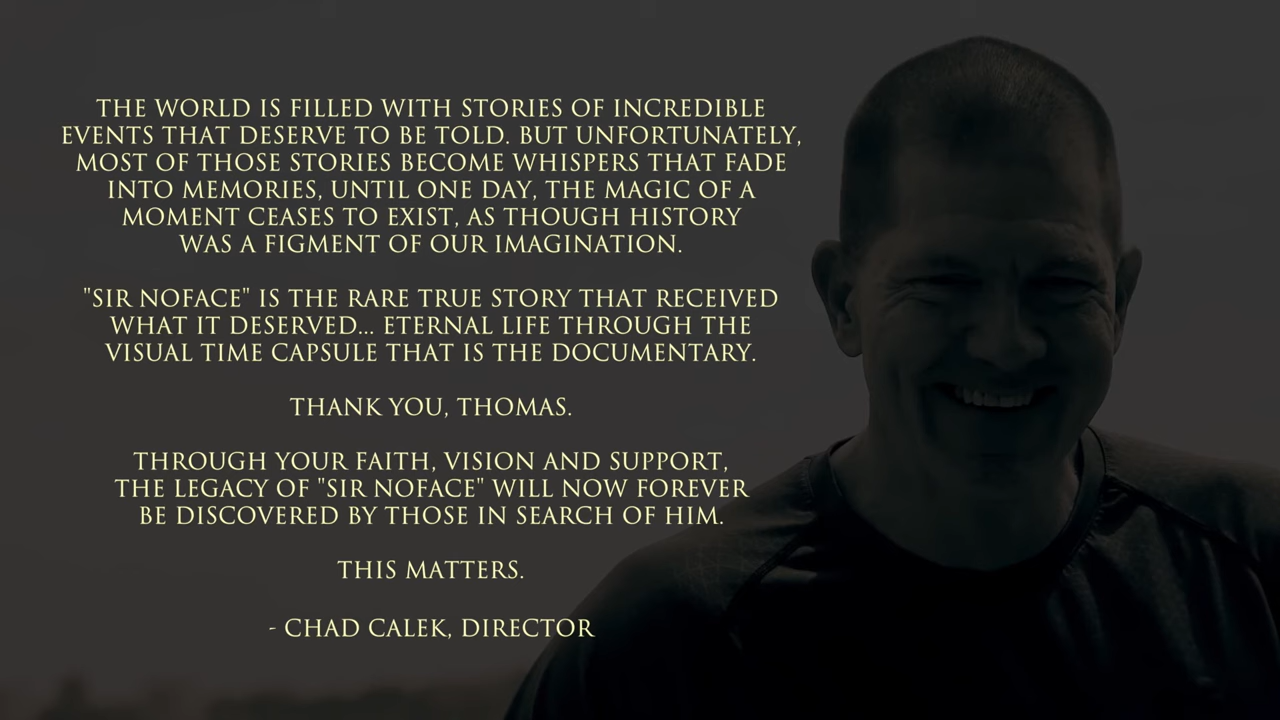 THE WORLD IS FILLED WITH STORIES OF INCREDIBLE
EVENTS THAT DESERVE TO BE TOLD. BUT UNFORTUNATELY,
MOST OF THOSE STORIES BECOME WHISPERS THAT FADE
INTO MEMORIES, UNTIL ONE DAY, THE MAGIC OF A
MOMENT CEASES TO EXIST, AS THOUGH HISTORY
WAS A FIGMENT OF OUR IMAGINATION.
"SIR NOFACE" IS THE RARE TRUE STORY THAT RECEIVED
WHAT IT DESERVED... ETERNAL LIFE THROUGH THE
VISUAL TIME CAPSULE THAT IS THE DOCUMENTARY.
THANK YOU, THOMAS.
THROUGH YOUR FAITH, VISION AND SUPPORT,
THE LEGACY OF "SIR NOFACE" WILL NOW FOREVER
BE DISCOVERED BY THOSE IN SEARCH OF HIM.
THIS MATTERS.
- CHAD CALEK, DIRECTOR